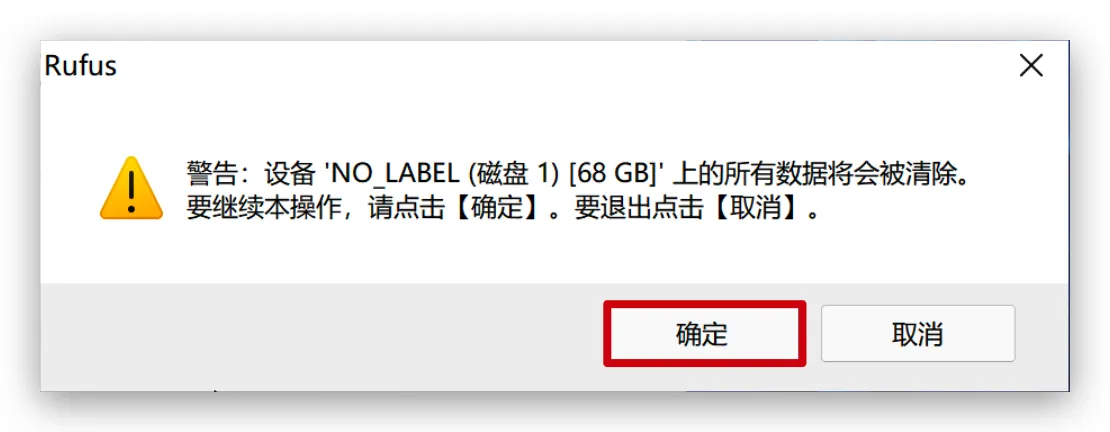 Rufus
警告：设备 'NO_LABEL (磁盘 1) [68 GB]' 上的所有数据将会被清除。
要继续本操作，请点击【确定】。要退出点击【取消】。
确定
取消